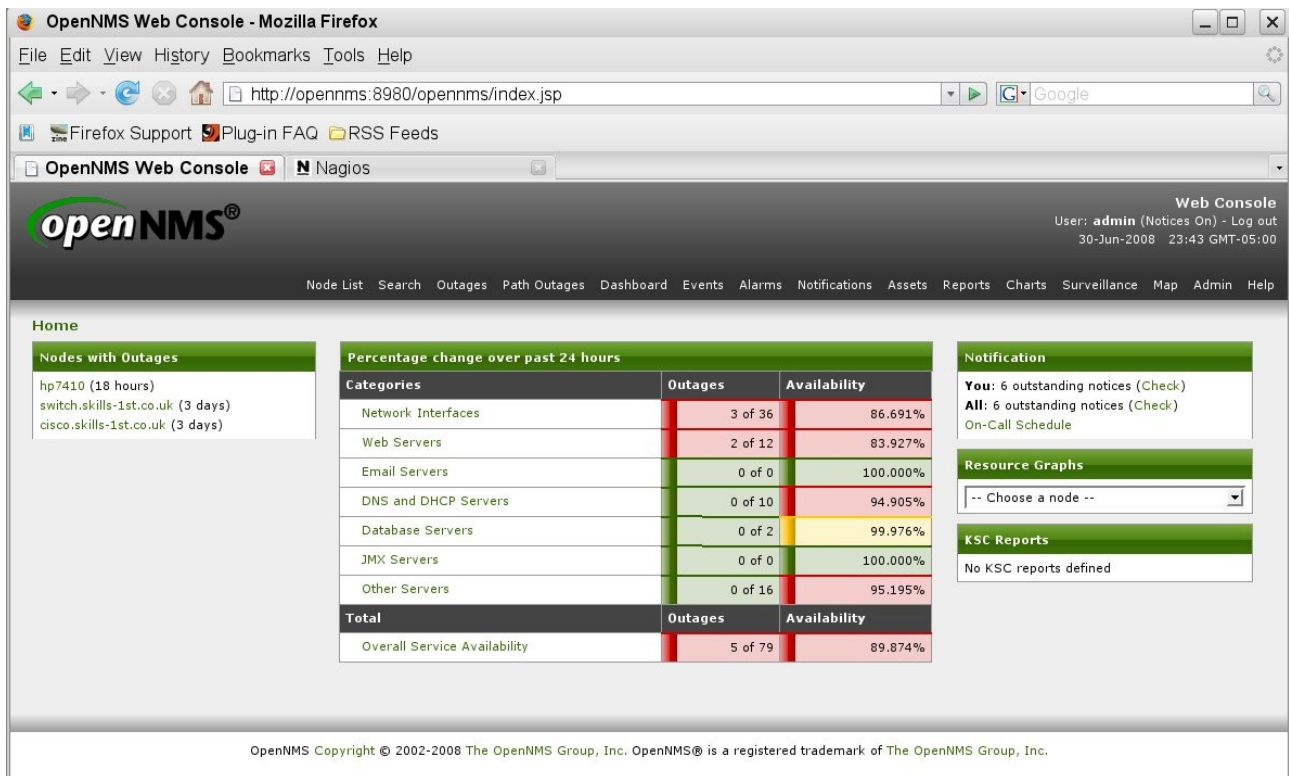 OpenNMS Web Console - Mozilla Firefox
File Edit View History Bookmarks Tools Help
http://opennms:8980/opennms/index.jsp
G Google
Firefox Support Plug-in FAQ RSS Feeds
OpenNMS Web Console N Nagios
openNMS®
Web Console
User: admin (Notices On) - Log out
30-Jun-2008 23:43 GMT-05:00
Node List Search Outages Path Outages Dashboard Events Alarms Notifications Assets Reports Charts Surveillance Map Admin Help
Home
Nodes with Outages
hp7410 (18 hours)
switch.skills-1st.co.uk (3 days)
cisco.skills-1st.co.uk (3 days)
Percentage change over past 24 hours
Categories Outages Availability
Network Interfaces 3 of 36 86.691%
Web Servers 2 of 12 83.927%
Email Servers 0 of 0 100.000%
DNS and DHCP Servers 0 of 10 94.905%
Database Servers 0 of 2 99.976%
JMX Servers 0 of 0 100.000%
Other Servers 0 of 16 95.195%
Total Outages Availability
Overall Service Availability 5 of 79 89.874%
Notification
You: 6 outstanding notices (Check)
All: 6 outstanding notices (Check)
On-Call Schedule
Resource Graphs
-- Choose a node --
KSC Reports
No KSC reports defined
OpenNMS Copyright © 2002-2008 The OpenNMS Group, Inc. OpenNMS® is a registered trademark of The OpenNMS Group, Inc.